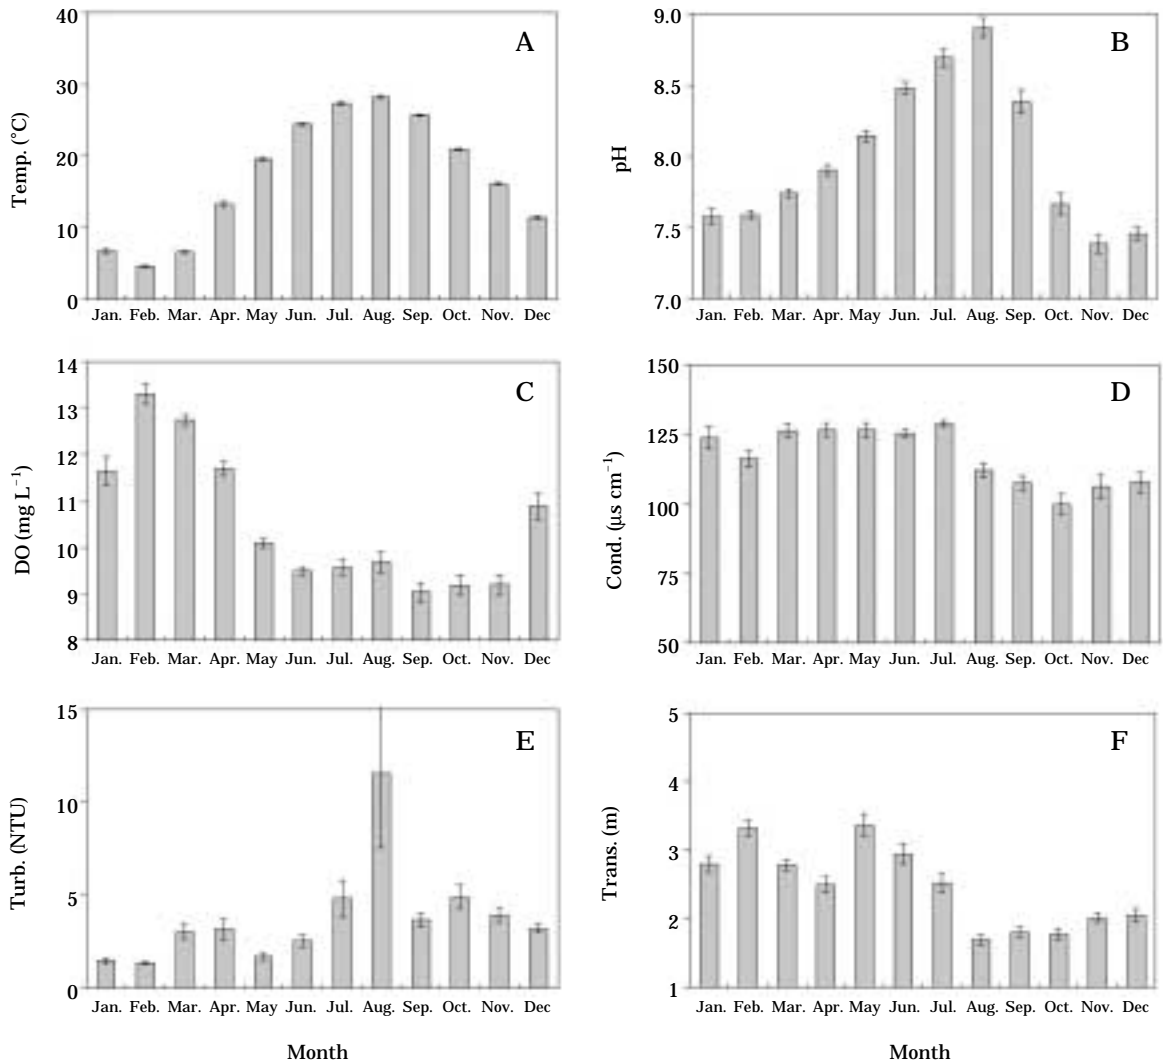 A
Temp. (°C)
40
30
20
10
0
Jan. Feb. Mar. Apr. May Jun. Jul. Aug. Sep. Oct. Nov. Dec
B
pH
9.0
8.5
8.0
7.5
7.0
Jan. Feb. Mar. Apr. May Jun. Jul. Aug. Sep. Oct. Nov. Dec
C
DO (mg L⁻¹)
14
13
12
11
10
9
8
Jan. Feb. Mar. Apr. May Jun. Jul. Aug. Sep. Oct. Nov. Dec
D
Cond. (μs cm⁻¹)
150
125
100
75
50
Jan. Feb. Mar. Apr. May Jun. Jul. Aug. Sep. Oct. Nov. Dec
E
Turb. (NTU)
15
10
5
0
Jan. Feb. Mar. Apr. May Jun. Jul. Aug. Sep. Oct. Nov. Dec
Month
F
Trans. (m)
5
4
3
2
1
Jan. Feb. Mar. Apr. May Jun. Jul. Aug. Sep. Oct. Nov. Dec
Month